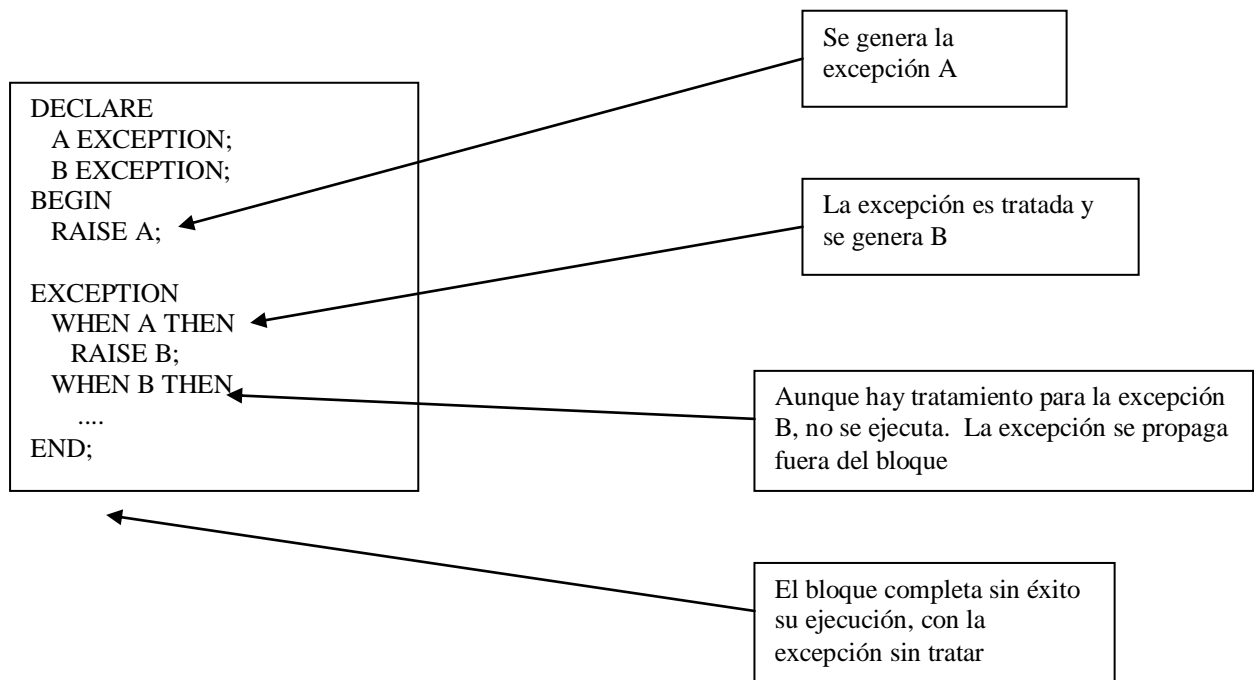 Se genera la
excepción A
DECLARE
A EXCEPTION;
B EXCEPTION;
BEGIN
RAISE A;
EXCEPTION
WHEN A THEN
RAISE B;
WHEN B THEN
....
END;
La excepción es tratada y
se genera B
Aunque hay tratamiento para la excepción
B, no se ejecuta. La excepción se propaga
fuera del bloque
El bloque completa sin éxito
su ejecución, con la
excepción sin tratar